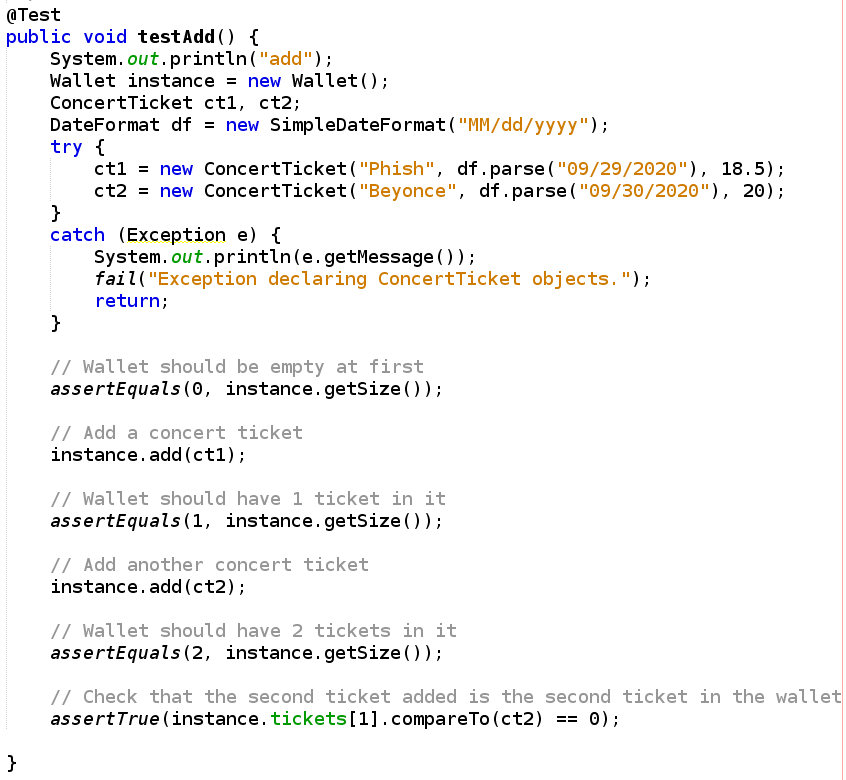 @Test
public void testAdd() {
    System.out.println("add");
    Wallet instance = new Wallet();
    ConcertTicket ct1, ct2;
    DateFormat df = new SimpleDateFormat("MM/dd/yyyy");
    try {
        ct1 = new ConcertTicket("Phish", df.parse("09/29/2020"), 18.5);
        ct2 = new ConcertTicket("Beyonce", df.parse("09/30/2020"), 20);
    }
    catch (Exception e) {
        System.out.println(e.getMessage());
        fail("Exception declaring ConcertTicket objects.");
        return;
    }

    // Wallet should be empty at first
    assertEquals(0, instance.getSize());

    // Add a concert ticket
    instance.add(ct1);

    // Wallet should have 1 ticket in it
    assertEquals(1, instance.getSize());

    // Add another concert ticket
    instance.add(ct2);

    // Wallet should have 2 tickets in it
    assertEquals(2, instance.getSize());

    // Check that the second ticket added is the second ticket in the wallet
    assertTrue(instance.tickets[1].compareTo(ct2) == 0);

}